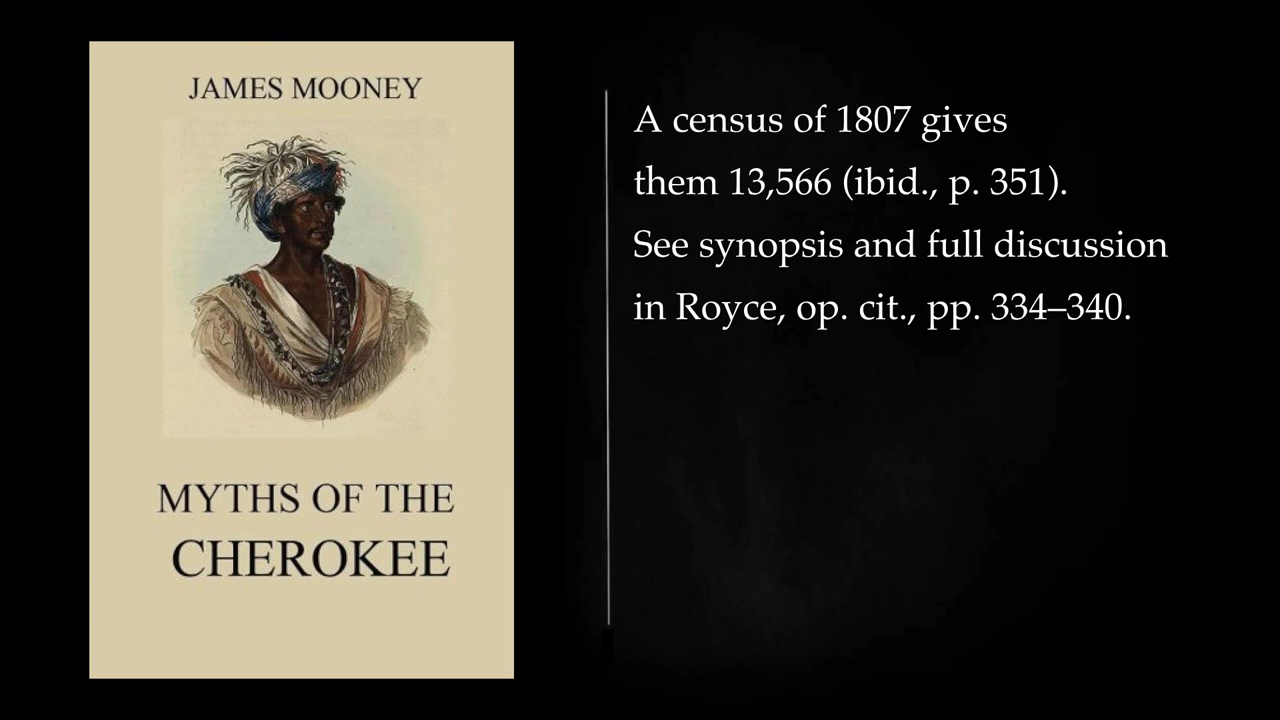 JAMES MOONEY
MYTHS OF THE
CHEROKEE
A census of 1807 gives
them 13,566 (ibid., p. 351).
See synopsis and full discussion
in Royce, op. cit., pp. 334–340.